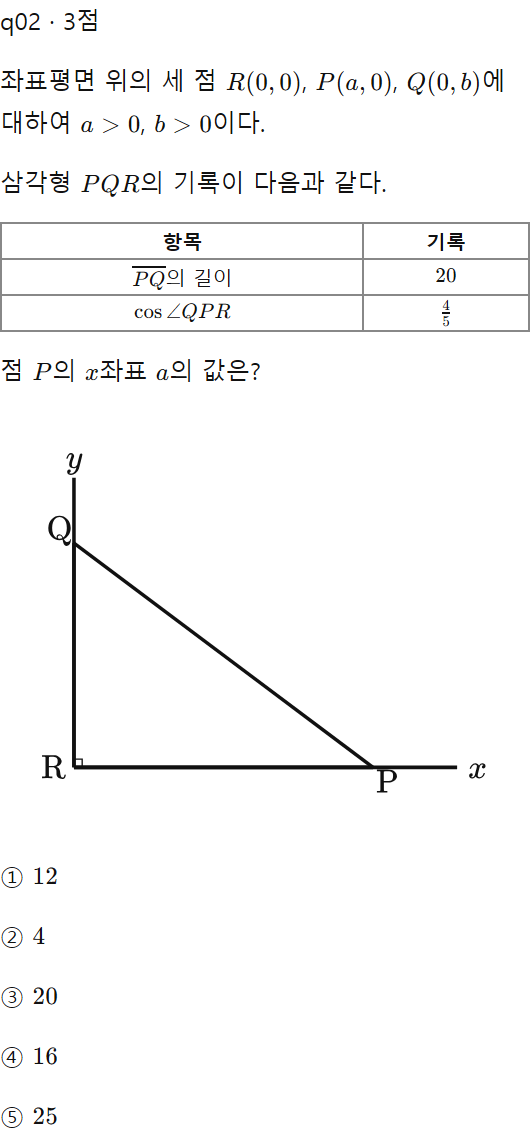 q02 · 3점
좌표평면 위의 세 점 R(0, 0), P(a, 0), Q(0, b)에
대하여 a > 0, b > 0이다.
삼각형 PQR의 기록이 다음과 같다.
항목 기록
$\overline{PQ}$의 길이 20
cos ∠QPR $\frac{4}{5}$
점 P의 x좌표 a의 값은?
y
Q
R
P
x
① 12
② 4
③ 20
④ 16
⑤ 25